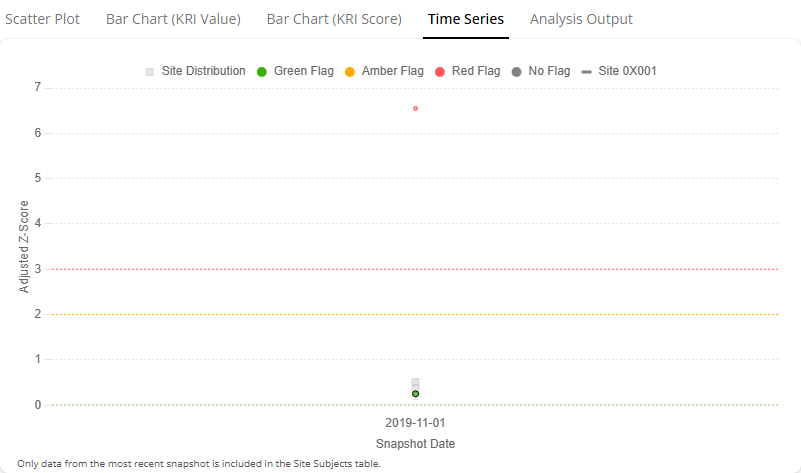 Scatter Plot Bar Chart (KRI Value) Bar Chart (KRI Score) Time Series Analysis Output
Site Distribution Green Flag Amber Flag Red Flag No Flag Site 0X001
7
6
5
4
3
2
1
0
Adjusted Z-Score
2019-11-01
Snapshot Date
Only data from the most recent snapshot is included in the Site Subjects table.